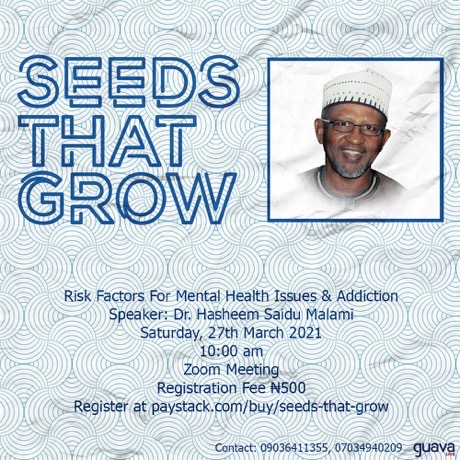 SEEDS
THAT
GROW
Risk Factors For Mental Health Issues & Addiction
Speaker: Dr. Hasheem Saidu Malami
Saturday, 27th March 2021
10:00 am
Zoom Meeting
Registration Fee ₦500
Register at paystack.com/buy/seeds-that-grow
Contact: 09036411355, 07034940209
guava